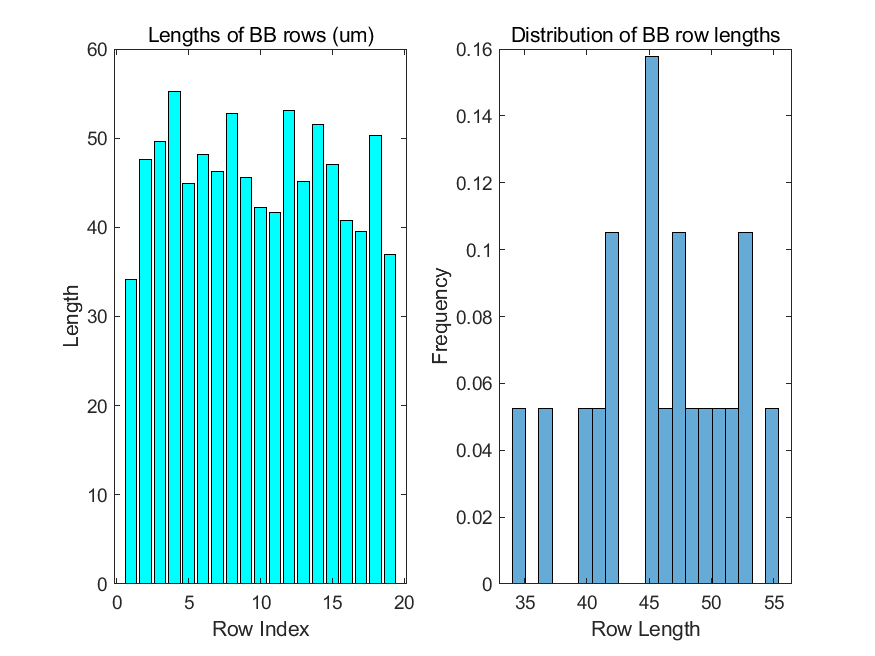 Lengths of BB rows (um)
60
50
40
30
20
10
0
Length
0 5 10 15 20
Row Index
Distribution of BB row lengths
0.16
0.14
0.12
0.1
0.08
0.06
0.04
0.02
0
Frequency
35 40 45 50 55
Row Length